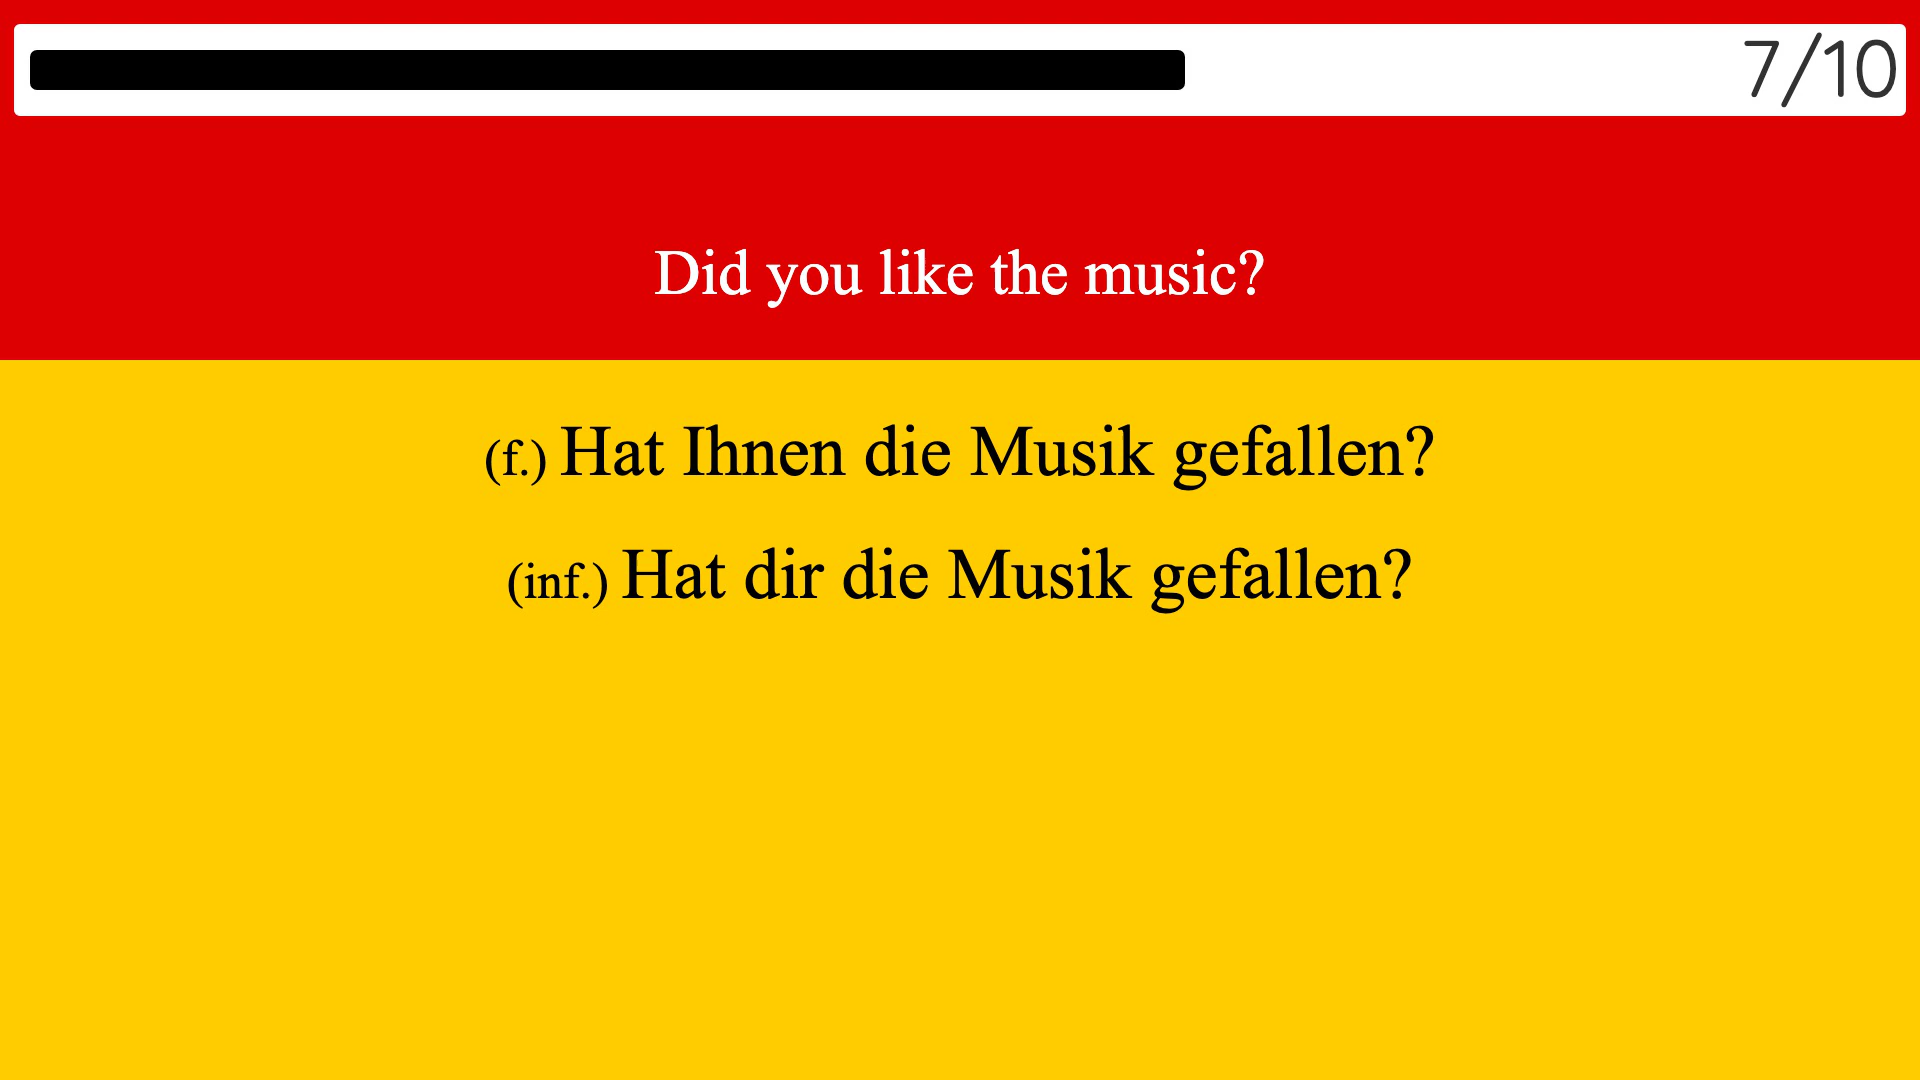 7/10
Did you like the music?
(f.) Hat Ihnen die Musik gefallen?
(inf.) Hat dir die Musik gefallen?